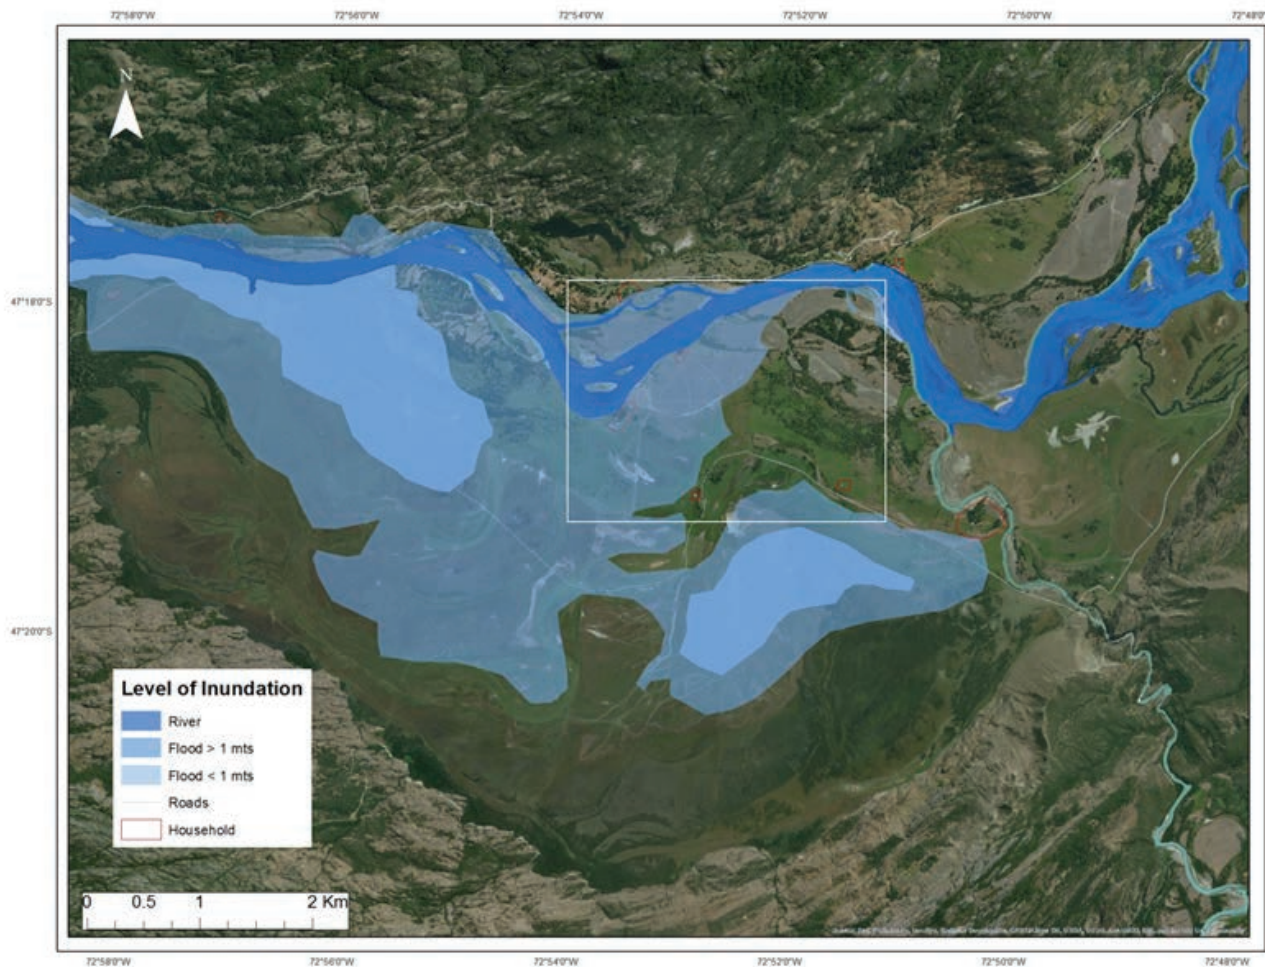 72°58'0"W 72°56'0"W 72°54'0"W 72°52'0"W 72°50'0"W 72°48'0"
N
47°18'0"S
47°20'0"S
Level of Inundation
River
Flood > 1 mts
Flood < 1 mts
Roads
Household
0 0.5 1 2 Km
72°58'0"W 72°56'0"W 72°54'0"W 72°52'0"W 72°50'0"W 72°48'0"W